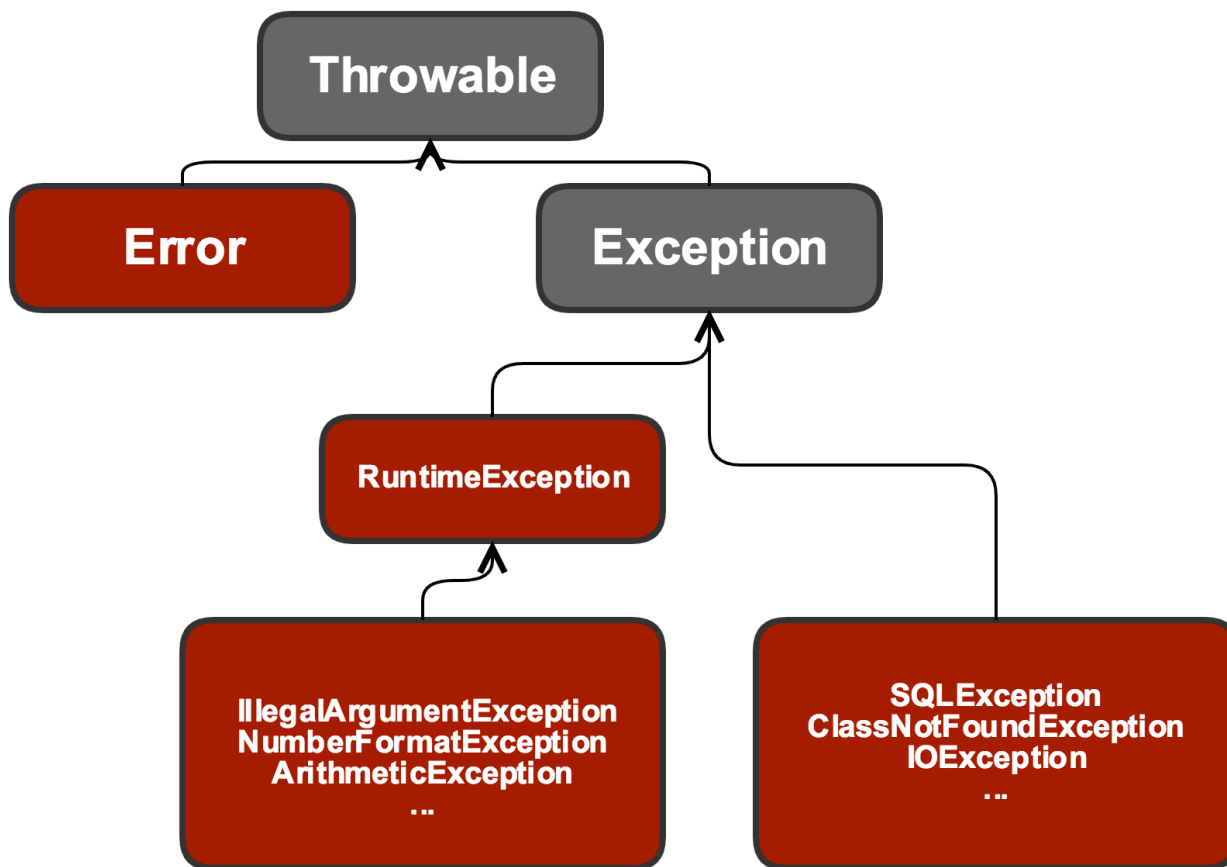 Throwable
Error
Exception
RuntimeException
IllegalArgumentException
NumberFormatException
ArithmeticException
...
SQLException
ClassNotFoundException
IOException
...